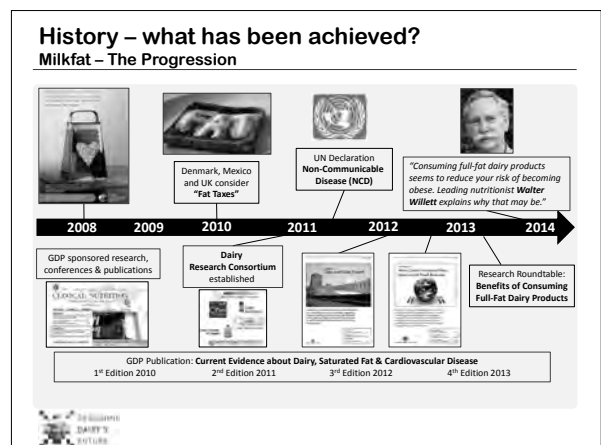 History – what has been achieved?
Milkfat – The Progression
Denmark, Mexico
and UK consider
“Fat Taxes”
UN Declaration
Non-Communicable
Disease (NCD)
“Consuming full-fat dairy products
seems to reduce your risk of becoming
obese. Leading nutritionist Walter
Willett explains why that may be.”
2008 2009 2010 2011 2012 2013 2014
GDP sponsored research,
conferences & publications
CLINICAL NUTRITION
Dairy
Research Consortium
established
Research Roundtable:
Benefits of Consuming
Full-Fat Dairy Products
GDP Publication: Current Evidence about Dairy, Saturated Fat & Cardiovascular Disease
1st Edition 2010 2nd Edition 2011 3rd Edition 2012 4th Edition 2013
DAIRY'S
FUTURE